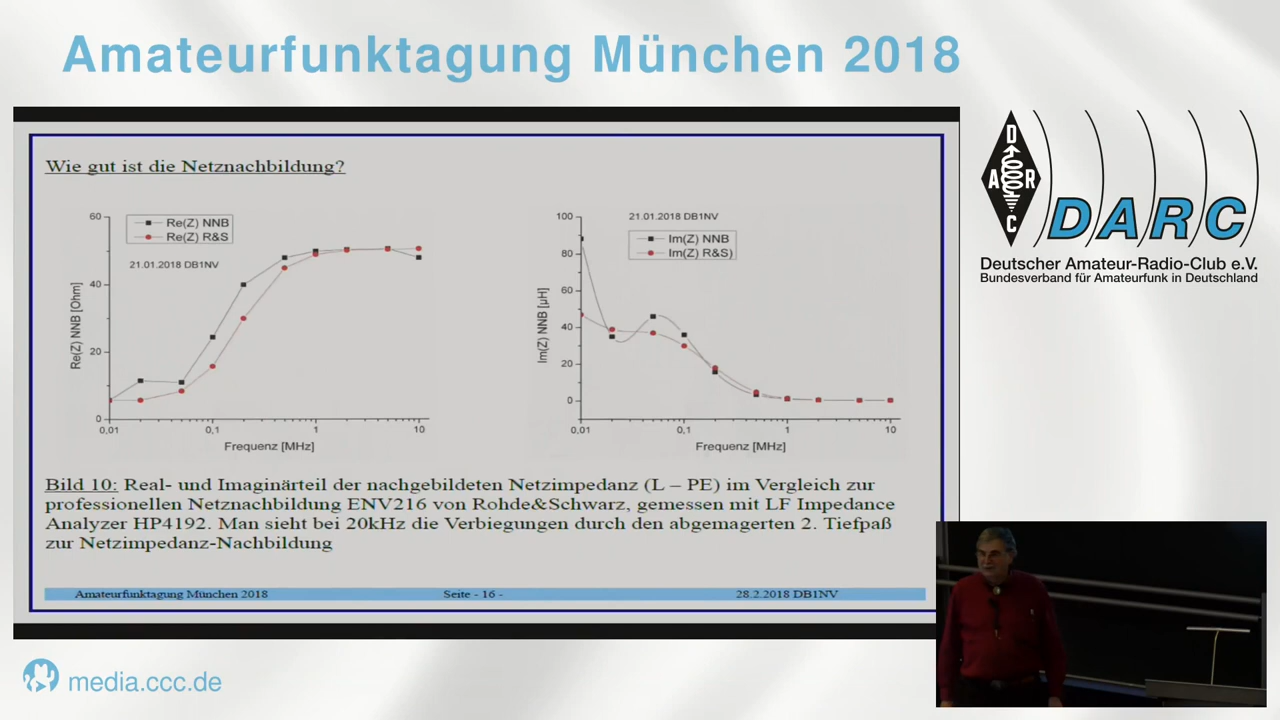 Amateurfunktagung München 2018
Wie gut ist die Netznachbildung?
60
40
20
0
0,01
0,1
1
10
Re(Z) NNB
Re(Z) R&S
21.01.2018 DB1NV
Re(Z) NNB [Ohm]
Frequenz [MHz]
100
80
60
40
20
0
0,01
0,1
1
10
21.01.2018 DB1NV
Im(Z) NNB
Im(Z) R&S)
Im(Z) NNB [µH]
Frequenz [MHz]
Bild 10: Real- und Imaginärteil der nachgebildeten Netzimpedanz (L – PE) im Vergleich zur
professionellen Netznachbildung ENV216 von Rohde&Schwarz, gemessen mit LF Impedance
Analyzer HP4192. Man sieht bei 20kHz die Verbiegungen durch den abgemagerten 2. Tiefpaß
zur Netzimpedanz-Nachbildung
Amateurfunktagung München 2018 Seite - 16 - 28.2.2018 DB1NV
D
A R
C
DARC
Deutscher Amateur-Radio-Club e.V.
Bundesverband für Amateurfunk in Deutschland
media.ccc.de